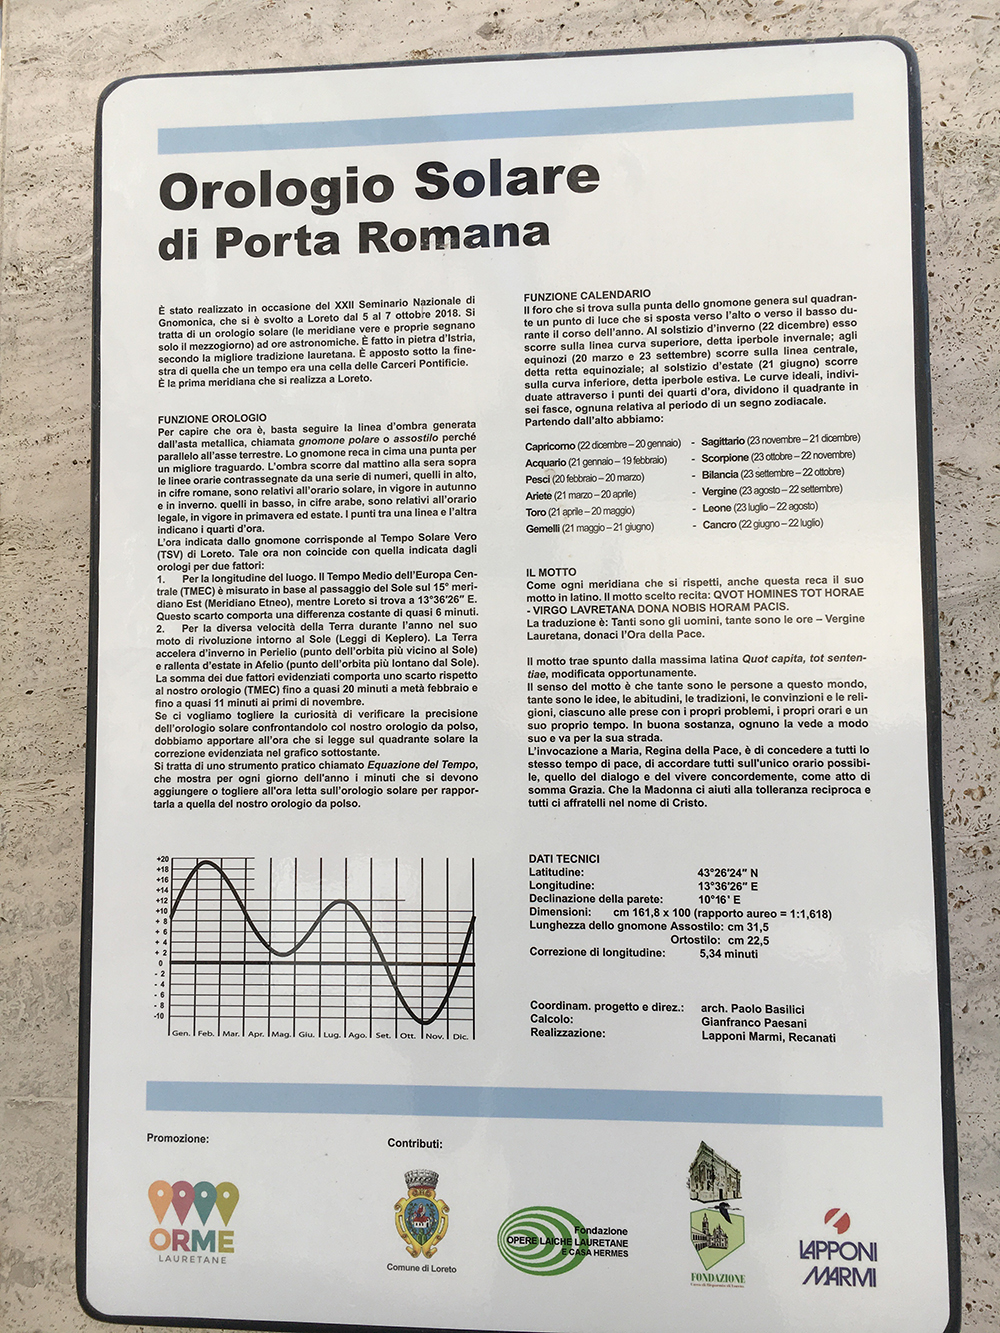 Orologio Solare
di Porta Romana
È stato realizzato in occasione del XXII Seminario Nazionale di
Gnomonica, che si è svolto a Loreto dal 5 al 7 ottobre 2018. Si
tratta di un orologio solare (le meridiane vere e proprie segnano
solo il mezzogiorno) ad ore astronomiche. È fatto in pietra d'Istria,
secondo la migliore tradizione lauretana. È apposto sotto la fine-
stra di quella che un tempo era una cella delle Carceri Pontificie.
È la prima meridiana che si realizza a Loreto.
FUNZIONE OROLOGIO
Per capire che ora è, basta seguire la linea d'ombra generata
dall'asta metallica, chiamata gnomone polare o assostilo perché
parallelo all'asse terrestre. Lo gnomone reca in cima una punta per
un migliore traguardo. L'ombra scorre dal mattino alla sera sopra
le linee orarie contrassegnate da una serie di numeri, quelli in alto,
in cifre romane, sono relativi all'orario solare, in vigore in autunno
e in inverno. quelli in basso, in cifre arabe, sono relativi all'orario
legale, in vigore in primavera ed estate. I punti tra una linea e l'altra
indicano i quarti d'ora.
L'ora indicata dallo gnomone corrisponde al Tempo Solare Vero
(TSV) di Loreto. Tale ora non coincide con quella indicata dagli
orologi per due fattori:
1. Per la longitudine del luogo. Il Tempo Medio dell'Europa Cen-
trale (TMEC) è misurato in base al passaggio del Sole sul 15° meri-
diano Est (Meridiano Etneo), mentre Loreto si trova a 13°36'26" E.
Questo scarto comporta una differenza costante di quasi 6 minuti.
2. Per la diversa velocità della Terra durante l'anno nel suo
moto di rivoluzione intorno al Sole (Leggi di Keplero). La Terra
accelera d'inverno in Perielio (punto dell'orbita più vicino al Sole)
e rallenta d'estate in Afelio (punto dell'orbita più lontano dal Sole).
La somma dei due fattori evidenziati comporta uno scarto rispetto
al nostro orologio (TMEC) fino a quasi 20 minuti a metà febbraio e
fino a quasi 11 minuti ai primi di novembre.
Se ci vogliamo togliere la curiosità di verificare la precisione
dell'orologio solare confrontandolo col nostro orologio da polso,
dobbiamo apportare all'ora che si legge sul quadrante solare la
correzione evidenziata nel grafico sottostante.
Si tratta di uno strumento pratico chiamato Equazione del Tempo,
che mostra per ogni giorno dell'anno i minuti che si devono
aggiungere o togliere all'ora letta sull'orologio solare per rappor-
tarla a quella del nostro orologio da polso.
+20
+18
+16
+14
+12
+10
+ 8
+ 6
+ 4
+ 2
0
- 2
- 4
- 6
- 8
-10
Gen. Feb. Mar. Apr. Mag. Giu. Lug. Ago. Set. Ott. Nov. Dic.
FUNZIONE CALENDARIO
Il foro che si trova sulla punta dello gnomone genera sul quadran-
te un punto di luce che si sposta verso l'alto o verso il basso du-
rante il corso dell'anno. Al solstizio d'inverno (22 dicembre) esso
scorre sulla linea curva superiore, detta iperbole invernale; agli
equinozi (20 marzo e 23 settembre) scorre sulla linea centrale,
detta retta equinoziale; al solstizio d'estate (21 giugno) scorre
sulla curva inferiore, detta iperbole estiva. Le curve ideali, indivi-
duate attraverso i punti dei quarti d'ora, dividono il quadrante in
sei fasce, ognuna relativa al periodo di un segno zodiacale.
Partendo dall'alto abbiamo:
Capricorno (22 dicembre – 20 gennaio) - Sagittario (23 novembre – 21 dicembre)
Acquario (21 gennaio – 19 febbraio) - Scorpione (23 ottobre – 22 novembre)
Pesci (20 febbraio – 20 marzo) - Bilancia (23 settembre – 22 ottobre)
Ariete (21 marzo – 20 aprile) - Vergine (23 agosto – 22 settembre)
Toro (21 aprile – 20 maggio) - Leone (23 luglio – 22 agosto)
Gemelli (21 maggio – 21 giugno) - Cancro (22 giugno – 22 luglio)
IL MOTTO
Come ogni meridiana che si rispetti, anche questa reca il suo
motto in latino. Il motto scelto recita: QVOT HOMINES TOT HORAE
- VIRGO LAVRETANA DONA NOBIS HORAM PACIS.
La traduzione è: Tanti sono gli uomini, tante sono le ore – Vergine
Lauretana, donaci l'Ora della Pace.
Il motto trae spunto dalla massima latina Quot capita, tot senten-
tiae, modificata opportunamente.
Il senso del motto è che tante sono le persone a questo mondo,
tante sono le idee, le abitudini, le tradizioni, le convinzioni e le reli-
gioni, ciascuno alle prese con i propri problemi, i propri orari e un
suo proprio tempo. In buona sostanza, ognuno la vede a modo
suo e va per la sua strada.
L'invocazione a Maria, Regina della Pace, è di concedere a tutti lo
stesso tempo di pace, di accordare tutti sull'unico orario possibi-
le, quello del dialogo e del vivere concordemente, come atto di
somma Grazia. Che la Madonna ci aiuti alla tolleranza reciproca e
tutti ci affratelli nel nome di Cristo.
DATI TECNICI
Latitudine: 43°26'24" N
Longitudine: 13°36'26" E
Declinazione della parete: 10°16' E
Dimensioni: cm 161,8 x 100 (rapporto aureo = 1:1,618)
Lunghezza dello gnomone Assostilo: cm 31,5
Ortostilo: cm 22,5
Correzione di longitudine: 5,34 minuti
Coordinam. progetto e direz.: arch. Paolo Basilici
Calcolo: Gianfranco Paesani
Realizzazione: Lapponi Marmi, Recanati
Promozione:
ORME
LAURETANE
Contributi:
Comune di Loreto
Fondazione
OPERE LAICHE LAURETANE
E CASA HERMES
FONDAZIONE
LAPPONI
MARMI